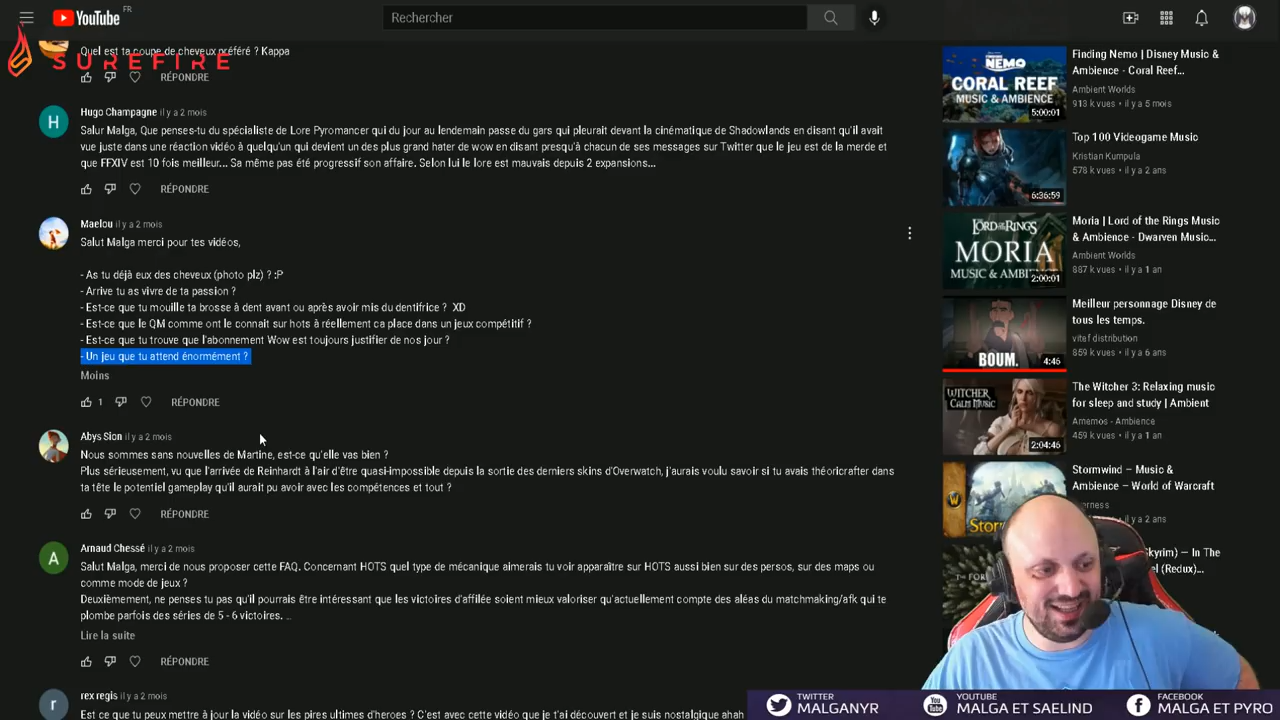 YouTube FR
Rechercher
SUREFIRE
Quel est ta coupe de cheveux préféré ? Kappa
RÉPONDRE
H
Hugo Champagne il y a 2 mois
Salur Malga, Que penses-tu du spécialiste de Lore Pyromancer qui du jour au lendemain passe du gars qui pleurait devant la cinématique de Shadowlands en disant qu'il avait
vue juste dans une réaction vidéo à quelqu'un qui devient un des plus grand hater de wow en disant presqu'à chacun de ses messages sur Twitter que le jeu est de la merde et
que FFXIV est 10 fois meilleur... Sa même pas été progressif son affaire. Selon lui le lore est mauvais depuis 2 expansions...
RÉPONDRE
Maelou il y a 2 mois
Salut Malga merci pour tes vidéos,
- As tu déjà eux des cheveux (photo plz) ? :P
- Arrive tu as vivre de ta passion ?
- Est-ce que tu mouille ta brosse à dent avant ou après avoir mis du dentifrice ? XD
- Est-ce que le QM comme ont le connait sur hots à réellement ca place dans un jeux compétitif ?
- Est-ce que tu trouve que l'abonnement Wow est toujours justifier de nos jour ?
- Un jeu que tu attend énormément ?
Moins
1 RÉPONDRE
Abys Sion il y a 2 mois
Nous sommes sans nouvelles de Martine, est-ce qu'elle vas bien ?
Plus sérieusement, vu que l'arrivée de Reinhardt à l'air d'être quasi-impossible depuis la sortie des derniers skins d'Overwatch, j'aurais voulu savoir si tu avais théoricrafter dans
ta tête le potentiel gameplay qu'il aurait pu avoir avec les compétences et tout ?
RÉPONDRE
A
Arnaud Chessé il y a 2 mois
Salut Malga, merci de nous proposer cette FAQ. Concernant HOTS quel type de mécanique aimerais tu voir apparaître sur HOTS aussi bien sur des persos, sur des maps ou
comme mode de jeux ?
Deuxièmement, ne penses tu pas qu'il pourrais être intéressant que les victoires d'affilée soient mieux valoriser qu'actuellement compte des aléas du matchmaking/afk qui te
plombe parfois des séries de 5 - 6 victoires. ...
Lire la suite
RÉPONDRE
r
rex regis il y a 2 mois
Est ce que tu peux mettre à jour la vidéo sur les pires ultimes d'heroes ? C'est avec cette vidéo que je t'ai découvert et je suis nostalgique ahah
FINDING NEMO
CORAL REEF
MUSIC & AMBIENCE
5:00:01
Finding Nemo | Disney Music &
Ambience - Coral Reef...
Ambient Worlds
913 k vues • il y a 5 mois
6:36:59
Top 100 Videogame Music
Kristian Kumpula
578 k vues • il y a 2 ans
LORD OF THE RINGS
MORIA
MUSIC & AMBI
2:00:01
Moria | Lord of the Rings Music
& Ambience - Dwarven Music...
Ambient Worlds
887 k vues • il y a 1 an
BOUM.
4:46
Meilleur personnage Disney de
tous les temps.
vitef distribution
859 k vues • il y a 6 ans
WITCHER
CALM MUSIC
2:04:46
The Witcher 3: Relaxing music
for sleep and study | Ambient
Arnemos - Ambience
459 k vues • il y a 1 an
Stormwind – Music &
Ambience – World of Warcraft
il y a 2 ans
Skyrim) — In The
(Redux)...
TWITTER
MALGANYR
YOUTUBE
MALGA ET SAELIND
FACEBOOK
MALGA ET PYRO